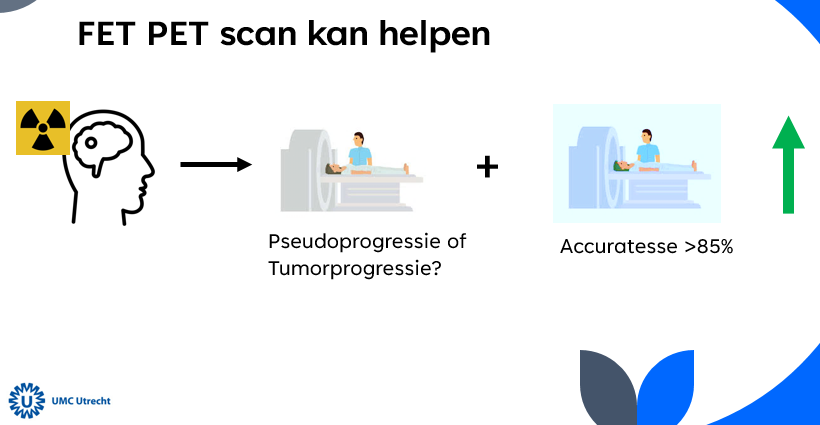 FET PET scan kan helpen
+
Pseudoprogressie of
Tumorprogressie?
Accuratesse >85%
UMC Utrecht